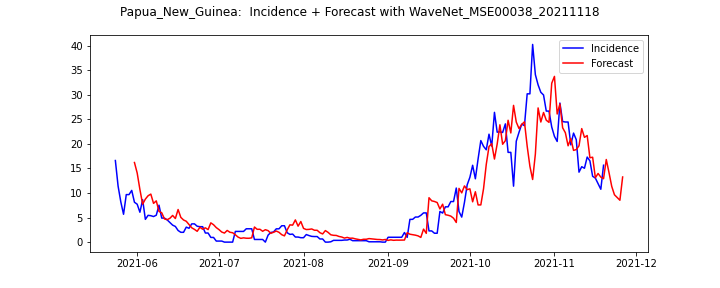 Papua_New_Guinea:  Incidence + Forecast with WaveNet_MSE00038_20211118
Incidence
Forecast
40
35
30
25
20
15
10
5
0
2021-06 2021-07 2021-08 2021-09 2021-10 2021-11 2021-12